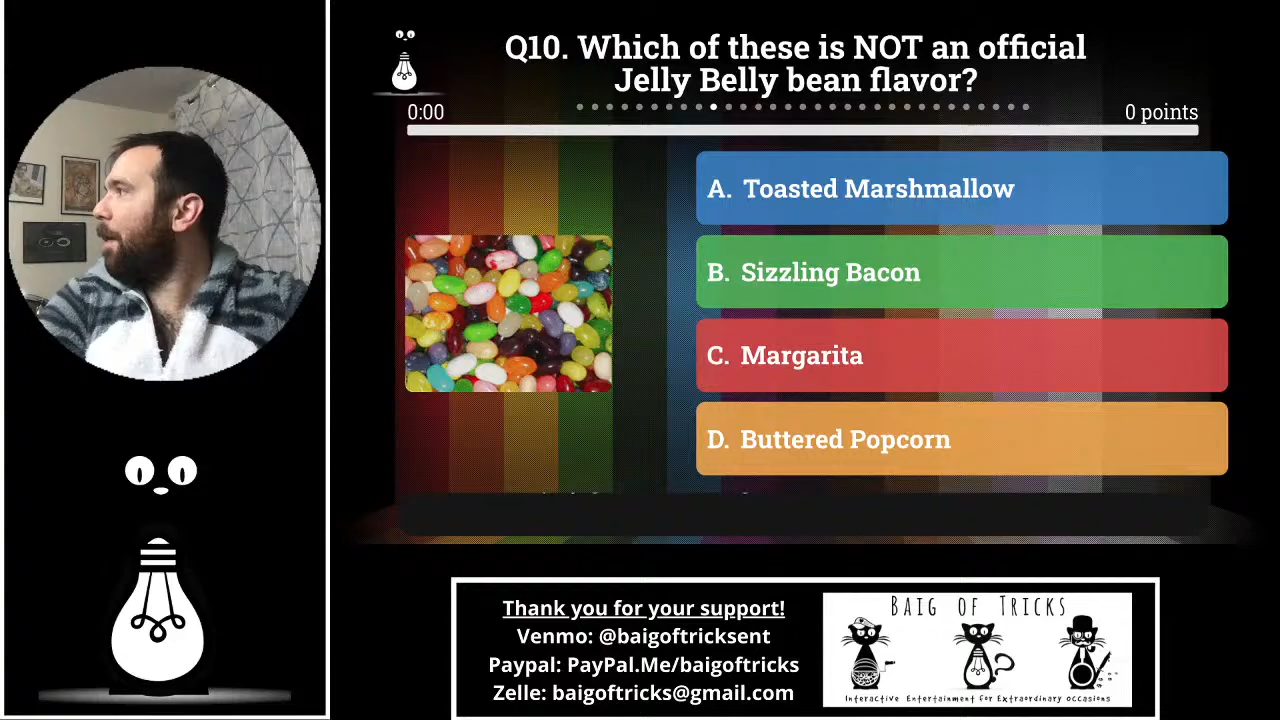 Q10. Which of these is NOT an official
Jelly Belly bean flavor?
0:00
0 points
A. Toasted Marshmallow
B. Sizzling Bacon
C. Margarita
D. Buttered Popcorn
Thank you for your support!
Venmo: @baigoftricksent
Paypal: PayPal.Me/baigoftricks
Zelle: baigoftricks@gmail.com
BAIG OF TRICKS
Interactive Entertainment for Extraordinary occasions